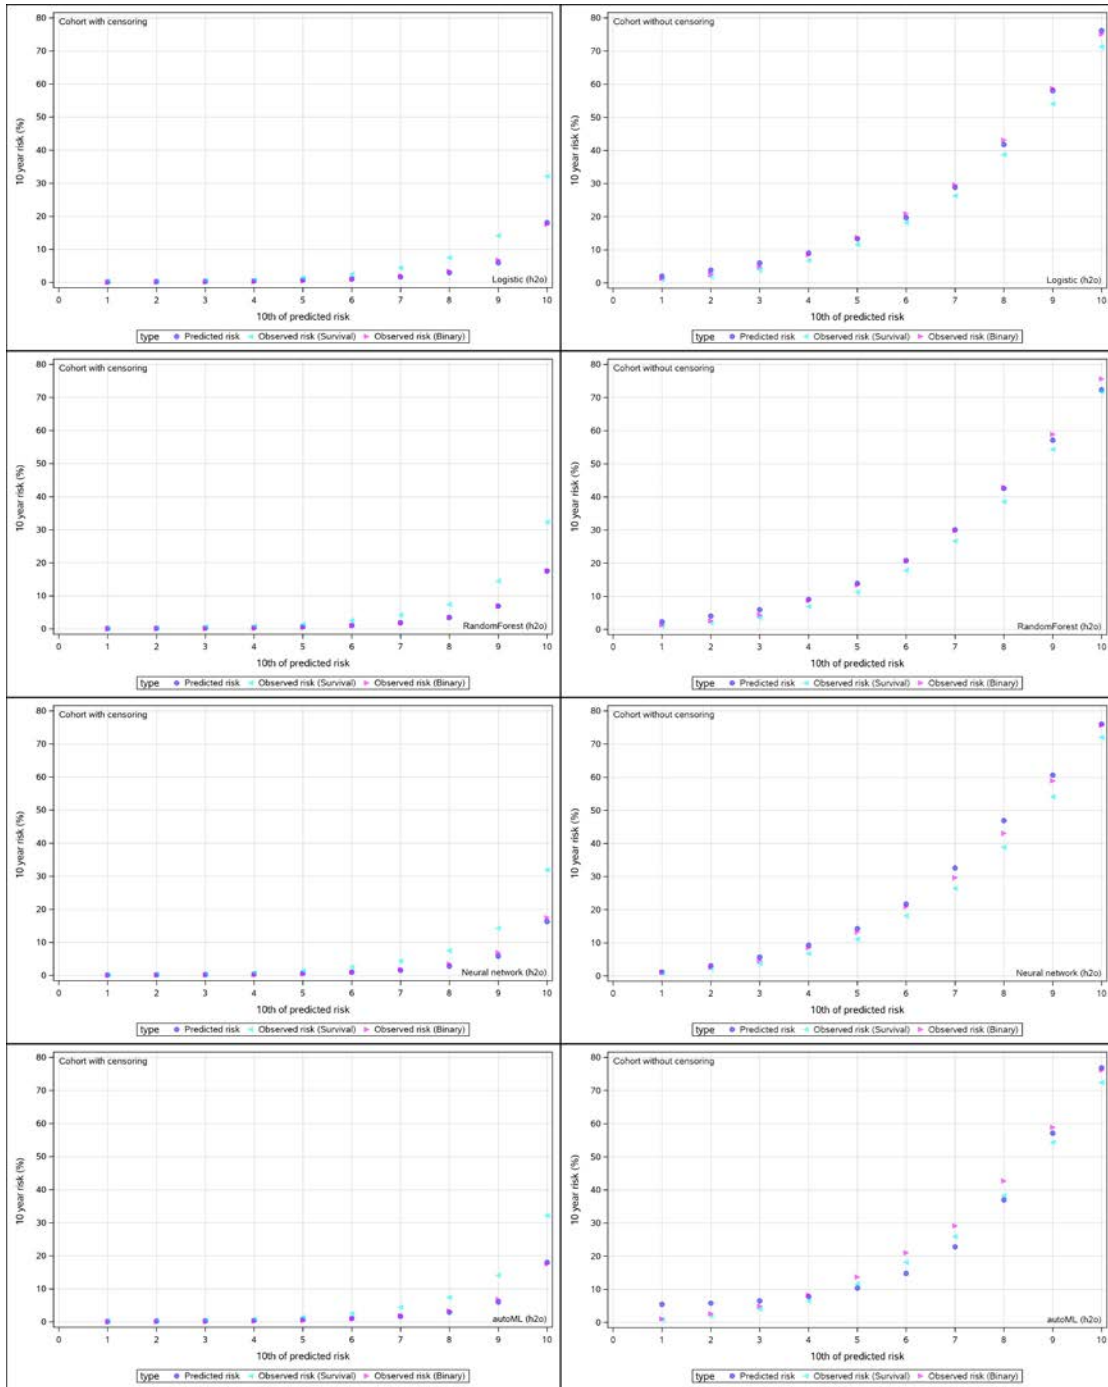 Cohort with censoring
80
70
60
50
40
30
20
10
0
10 year risk (%)
Logistic (h2o)
0 1 2 3 4 5 6 7 8 9 10
10th of predicted risk
type Predicted risk Observed risk (Survival) Observed risk (Binary)
Cohort without censoring
80
70
60
50
40
30
20
10
0
10 year risk (%)
Logistic (h2o)
0 1 2 3 4 5 6 7 8 9 10
10th of predicted risk
type Predicted risk Observed risk (Survival) Observed risk (Binary)
Cohort with censoring
80
70
60
50
40
30
20
10
0
10 year risk (%)
RandomForest (h2o)
0 1 2 3 4 5 6 7 8 9 10
10th of predicted risk
type Predicted risk Observed risk (Survival) Observed risk (Binary)
Cohort without censoring
80
70
60
50
40
30
20
10
0
10 year risk (%)
RandomForest (h2o)
0 1 2 3 4 5 6 7 8 9 10
10th of predicted risk
type Predicted risk Observed risk (Survival) Observed risk (Binary)
Cohort with censoring
80
70
60
50
40
30
20
10
0
10 year risk (%)
Neural network (h2o)
0 1 2 3 4 5 6 7 8 9 10
10th of predicted risk
type Predicted risk Observed risk (Survival) Observed risk (Binary)
Cohort without censoring
80
70
60
50
40
30
20
10
0
10 year risk (%)
Neural network (h2o)
0 1 2 3 4 5 6 7 8 9 10
10th of predicted risk
type Predicted risk Observed risk (Survival) Observed risk (Binary)
Cohort with censoring
80
70
60
50
40
30
20
10
0
10 year risk (%)
autoML (h2o)
0 1 2 3 4 5 6 7 8 9 10
10th of predicted risk
type Predicted risk Observed risk (Survival) Observed risk (Binary)
Cohort without censoring
80
70
60
50
40
30
20
10
0
10 year risk (%)
autoML (h2o)
0 1 2 3 4 5 6 7 8 9 10
10th of predicted risk
type Predicted risk Observed risk (Survival) Observed risk (Binary)